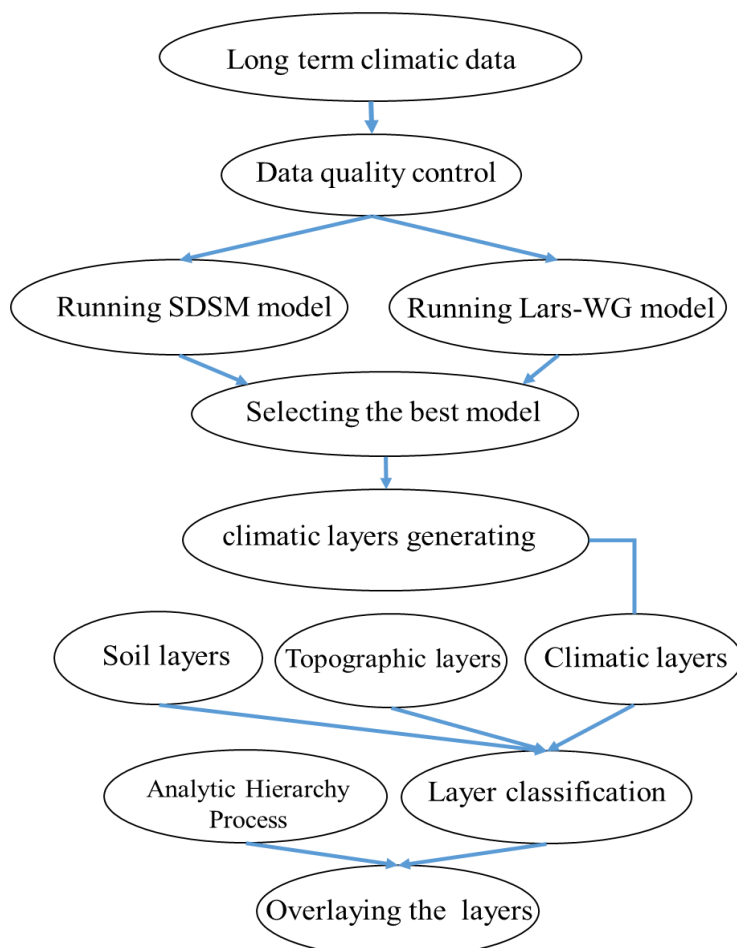 Long term climatic data
Data quality control
Running SDSM model
Running Lars-WG model
Selecting the best model
climatic layers generating
Soil layers
Topographic layers
Climatic layers
Analytic Hierarchy
Process
Layer classification
Overlaying the layers